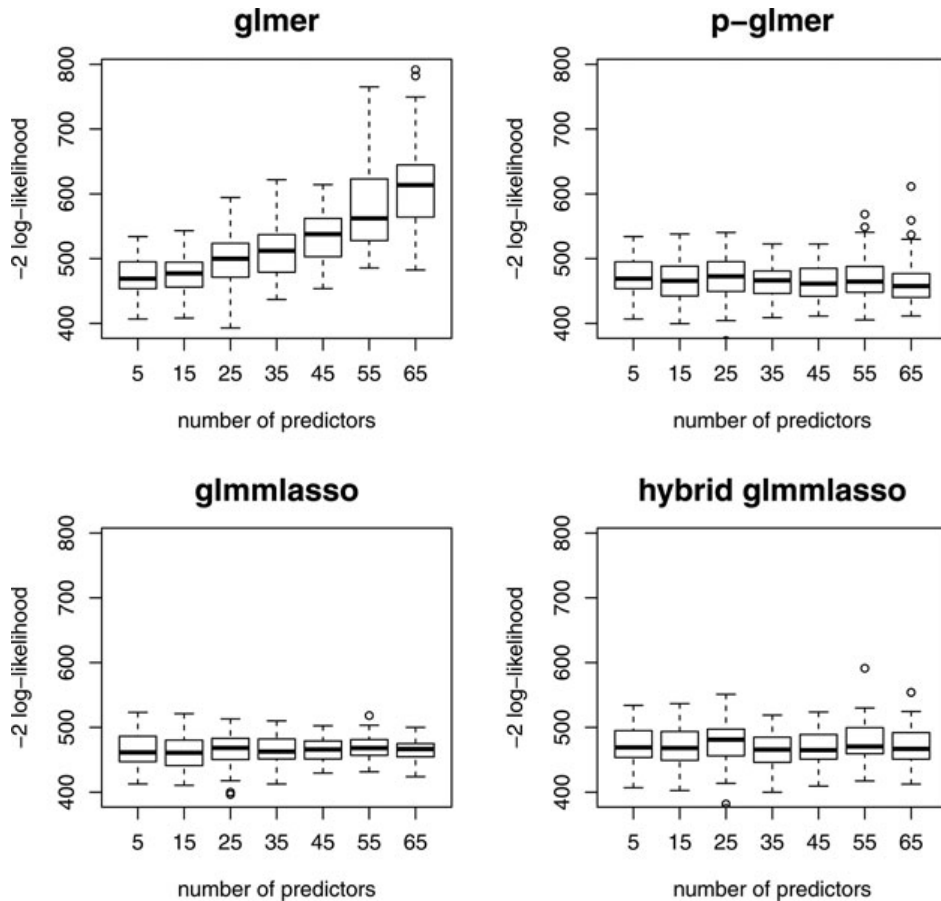 glmer
−2 log−likelihood
800
700
600
500
400
5 15 25 35 45 55 65
number of predictors
p−glmer
−2 log−likelihood
800
700
600
500
400
5 15 25 35 45 55 65
number of predictors
glmmlasso
−2 log−likelihood
800
700
600
500
400
5 15 25 35 45 55 65
number of predictors
hybrid glmmlasso
−2 log−likelihood
800
700
600
500
400
5 15 25 35 45 55 65
number of predictors